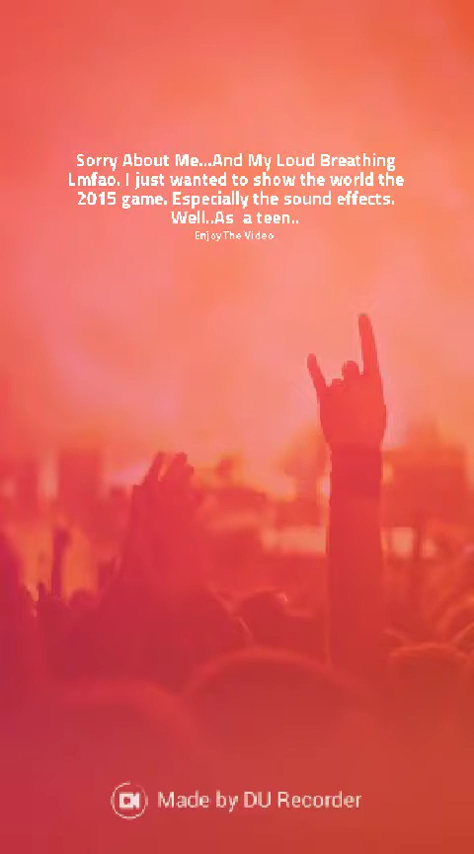 Sorry About Me...And My Loud Breathing
Lmfao. I just wanted to show the world the
2015 game. Especially the sound effects.
Well..As a teen..
Enjoy The Video
Made by DU Recorder